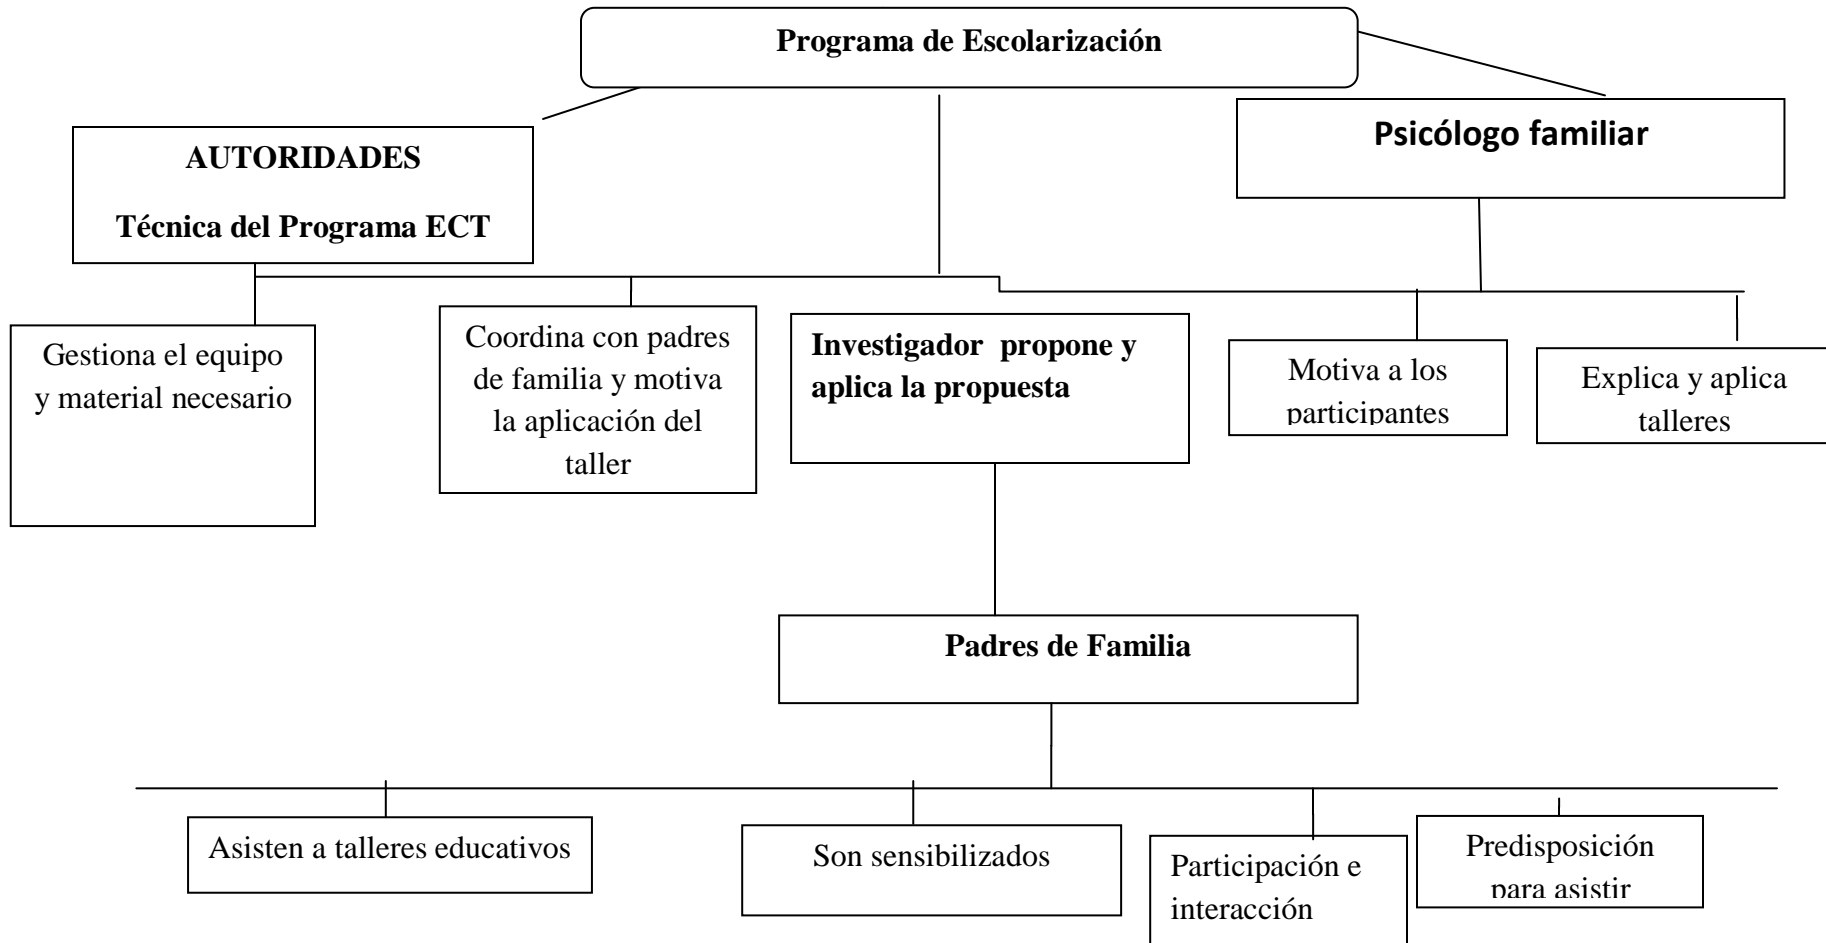 Programa de Escolarización
AUTORIDADES
Técnica del Programa ECT
Psicólogo familiar
Gestiona el equipo
y material necesario
Coordina con padres
de familia y motiva
la aplicación del
taller
Investigador  propone y
aplica la propuesta
Motiva a los
participantes
Explica y aplica
talleres
Padres de Familia
Asisten a talleres educativos
Son sensibilizados
Participación e
interacción
Predisposición
para asistir